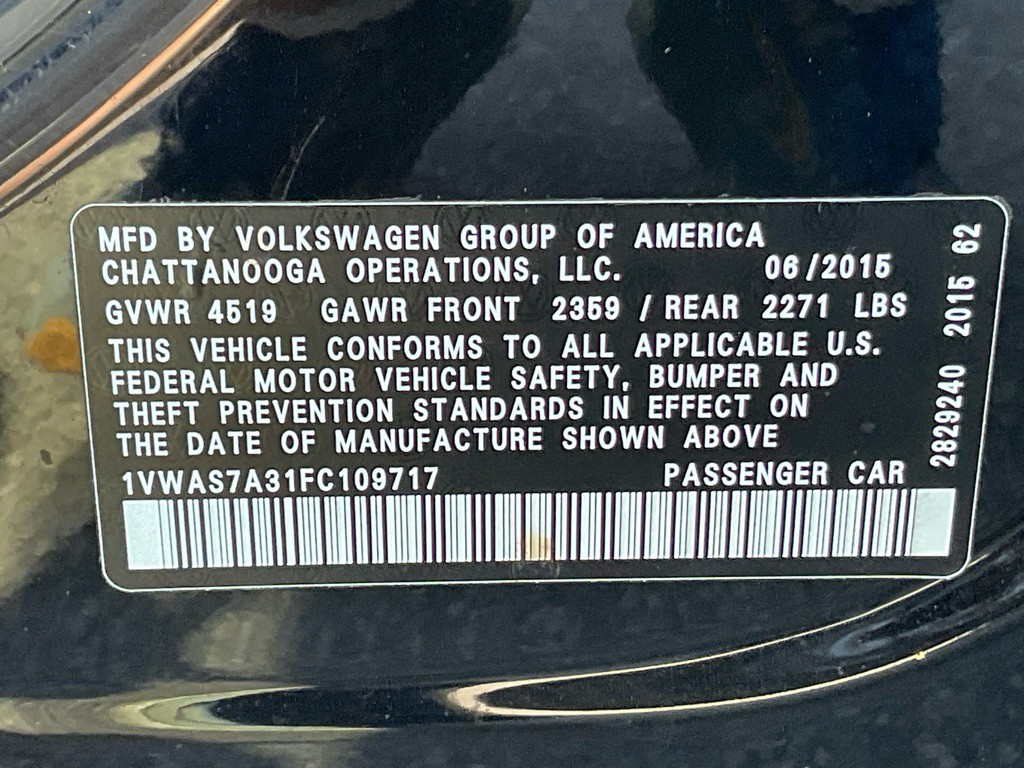 MFD BY VOLKSWAGEN GROUP OF AMERICA
CHATTANOOGA OPERATIONS, LLC. 06/2015
GVWR 4519 GAWR FRONT 2359 / REAR 2271 LBS
THIS VEHICLE CONFORMS TO ALL APPLICABLE U.S.
FEDERAL MOTOR VEHICLE SAFETY, BUMPER AND
THEFT PREVENTION STANDARDS IN EFFECT ON
THE DATE OF MANUFACTURE SHOWN ABOVE
1VWAS7A31FC109717 PASSENGER CAR
2829240 2015 62